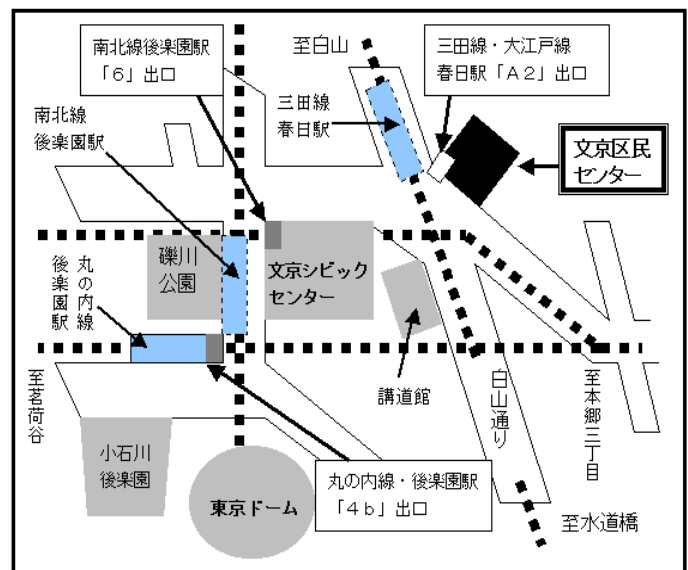 南北線後楽園駅
「6」出口
至白山
三田線・大江戸線
春日駅「A2」出口
南北線
後楽園駅
三田線
春日駅
文京区民
センター
礫川
公園
文京シビック
センター
丸の内線
後楽園駅
講道館
至茗荷谷
白山通り
至本郷三丁目
小石川
後楽園
東京ドーム
丸の内線・後楽園駅
「4b」出口
至水道橋